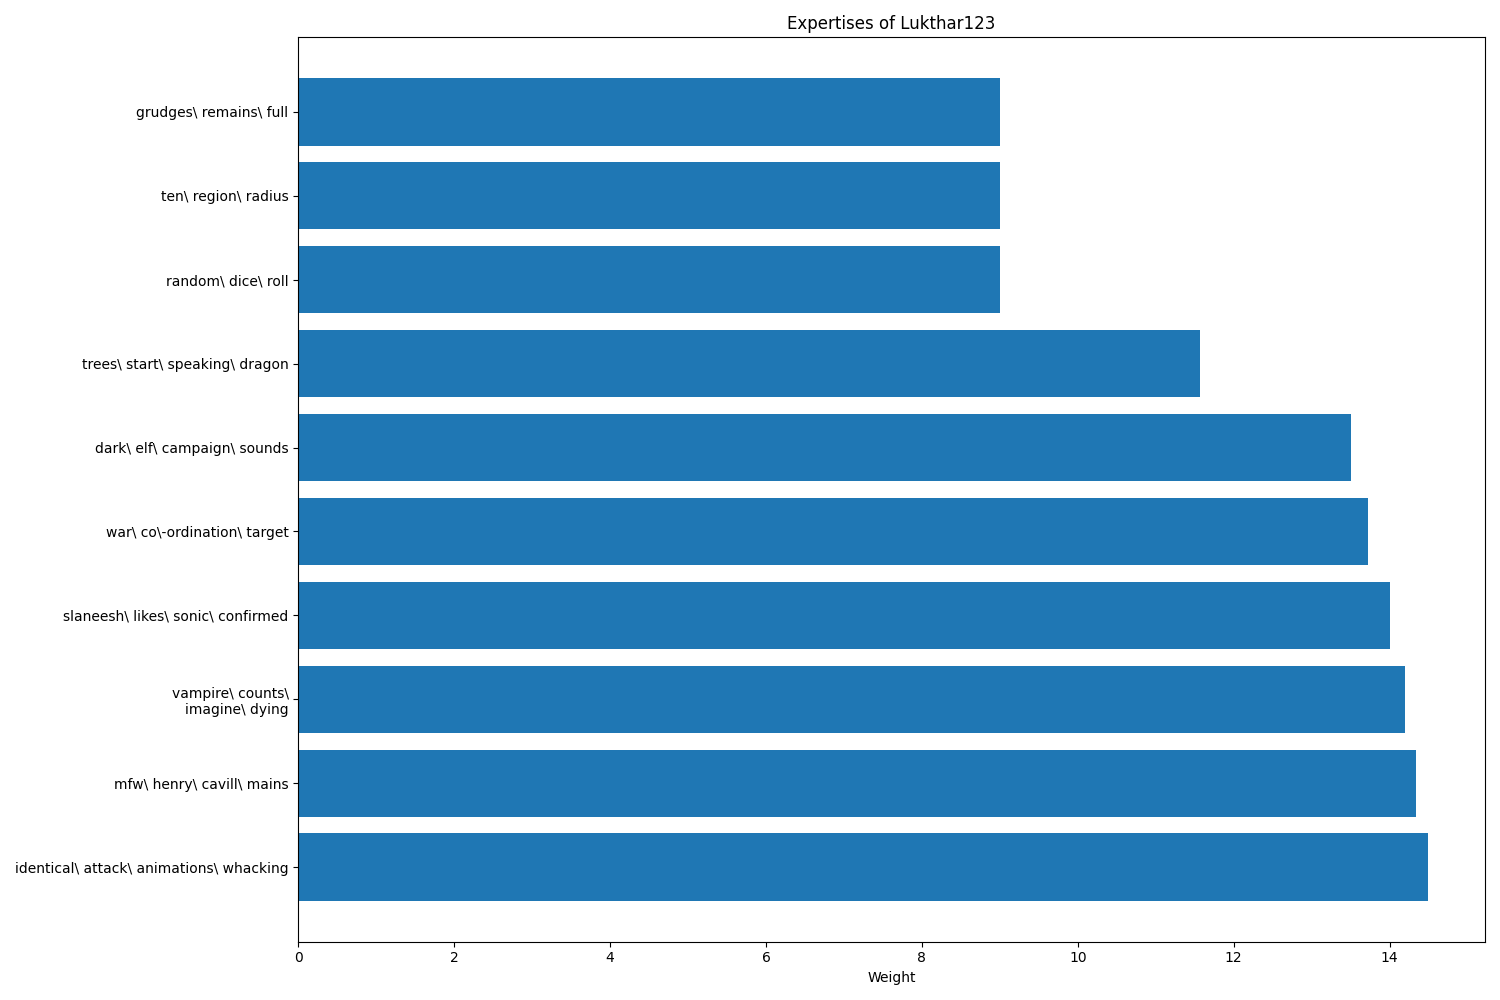 Expertises of Lukthar123
grudges\ remains\ full
ten\ region\ radius
random\ dice\ roll
trees\ start\ speaking\ dragon
dark\ elf\ campaign\ sounds
war\ co\-ordination\ target
slaneesh\ likes\ sonic\ confirmed
vampire\ counts\
imagine\ dying
mfw\ henry\ cavill\ mains
identical\ attack\ animations\ whacking
0 2 4 6 8 10 12 14
Weight